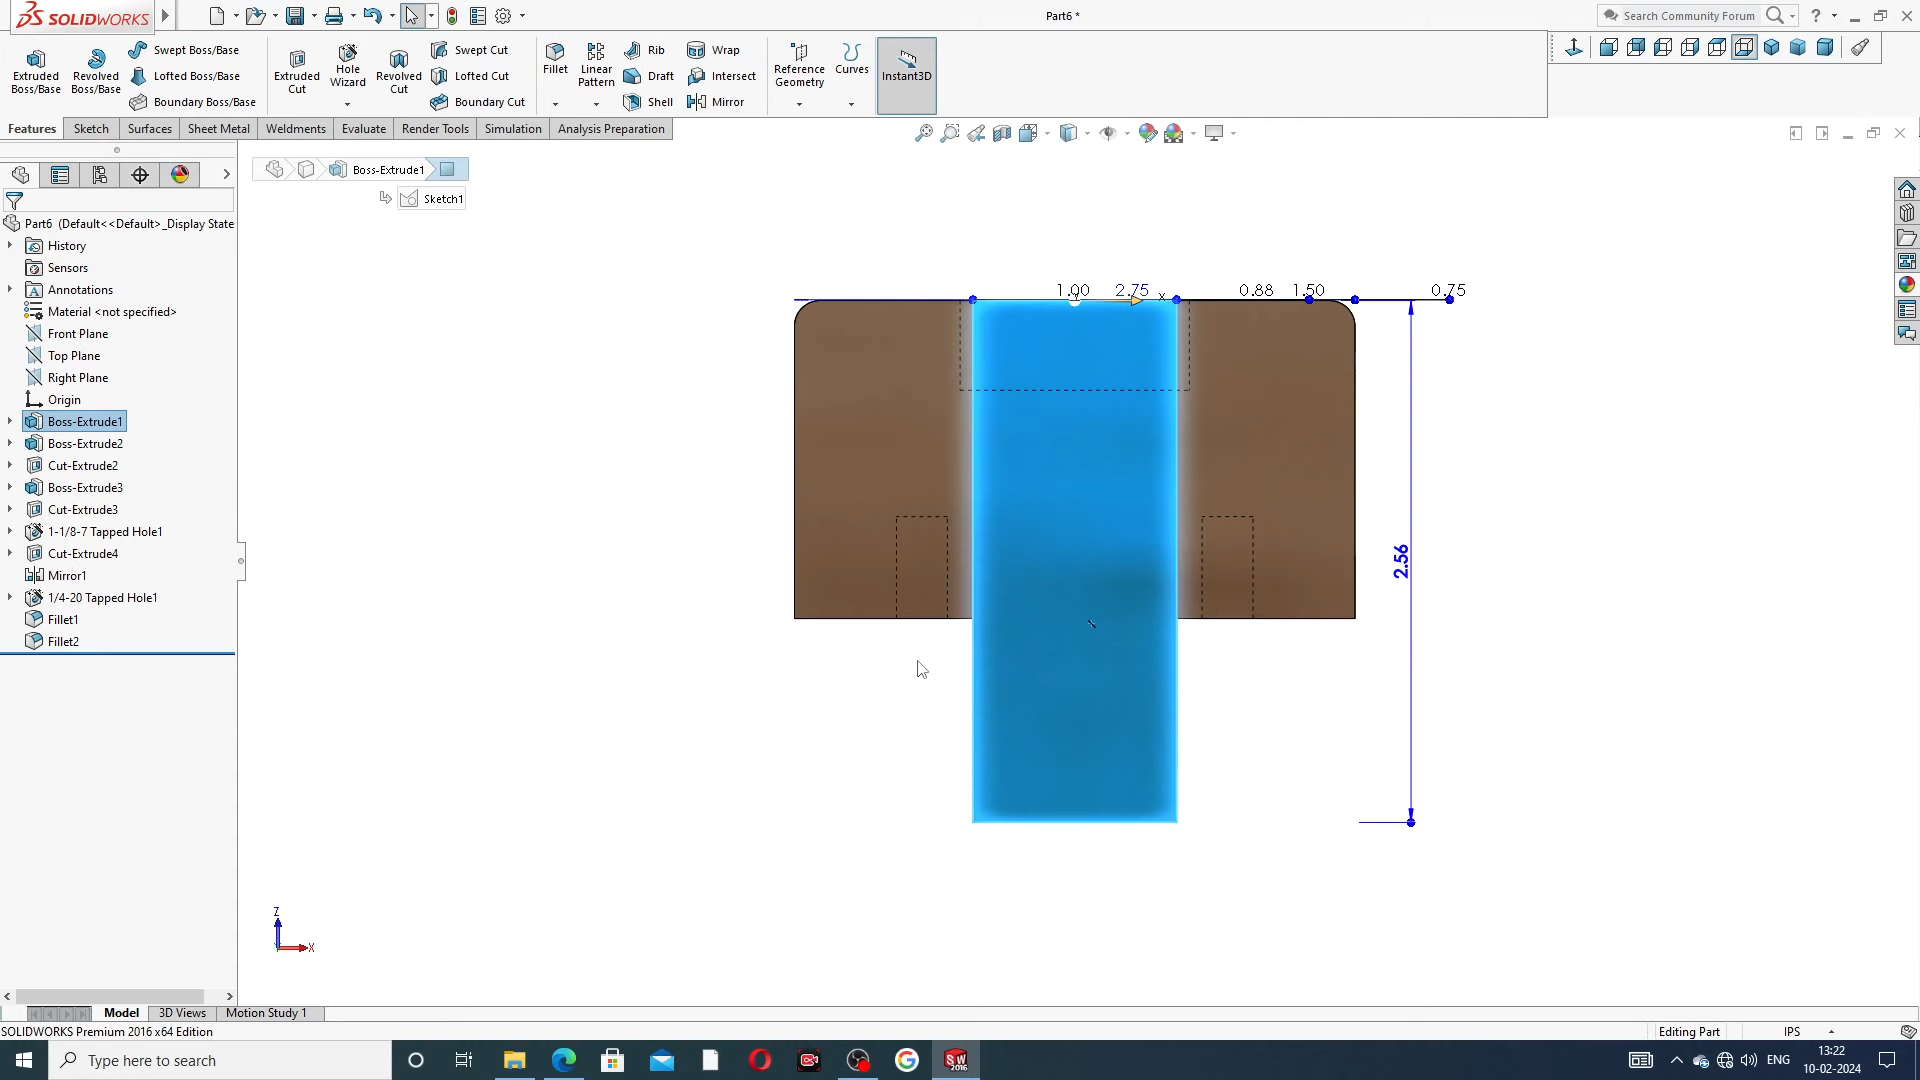 SOLIDWORKS
Part6 *
Search Community Forum
Extruded Boss/Base
Revolved Boss/Base
Swept Boss/Base
Lofted Boss/Base
Boundary Boss/Base
Extruded Cut
Hole Wizard
Revolved Cut
Swept Cut
Lofted Cut
Boundary Cut
Fillet
Linear Pattern
Rib
Draft
Shell
Wrap
Intersect
Mirror
Reference Geometry
Curves
Instant3D
Features
Sketch
Surfaces
Sheet Metal
Weldments
Evaluate
Render Tools
Simulation
Analysis Preparation
Boss-Extrude1
Sketch1
Part6 (Default<<Default>_Display State
History
Sensors
Annotations
Material <not specified>
Front Plane
Top Plane
Right Plane
Origin
Boss-Extrude1
Boss-Extrude2
Cut-Extrude2
Boss-Extrude3
Cut-Extrude3
1-1/8-7 Tapped Hole1
Cut-Extrude4
Mirror1
1/4-20 Tapped Hole1
Fillet1
Fillet2
1.00
2.75
X
0.88
1.50
0.75
2.56
Z
X
Model
3D Views
Motion Study 1
SOLIDWORKS Premium 2016 x64 Edition
Editing Part
IPS
Type here to search
SW
2016
ENG
13:22
10-02-2024